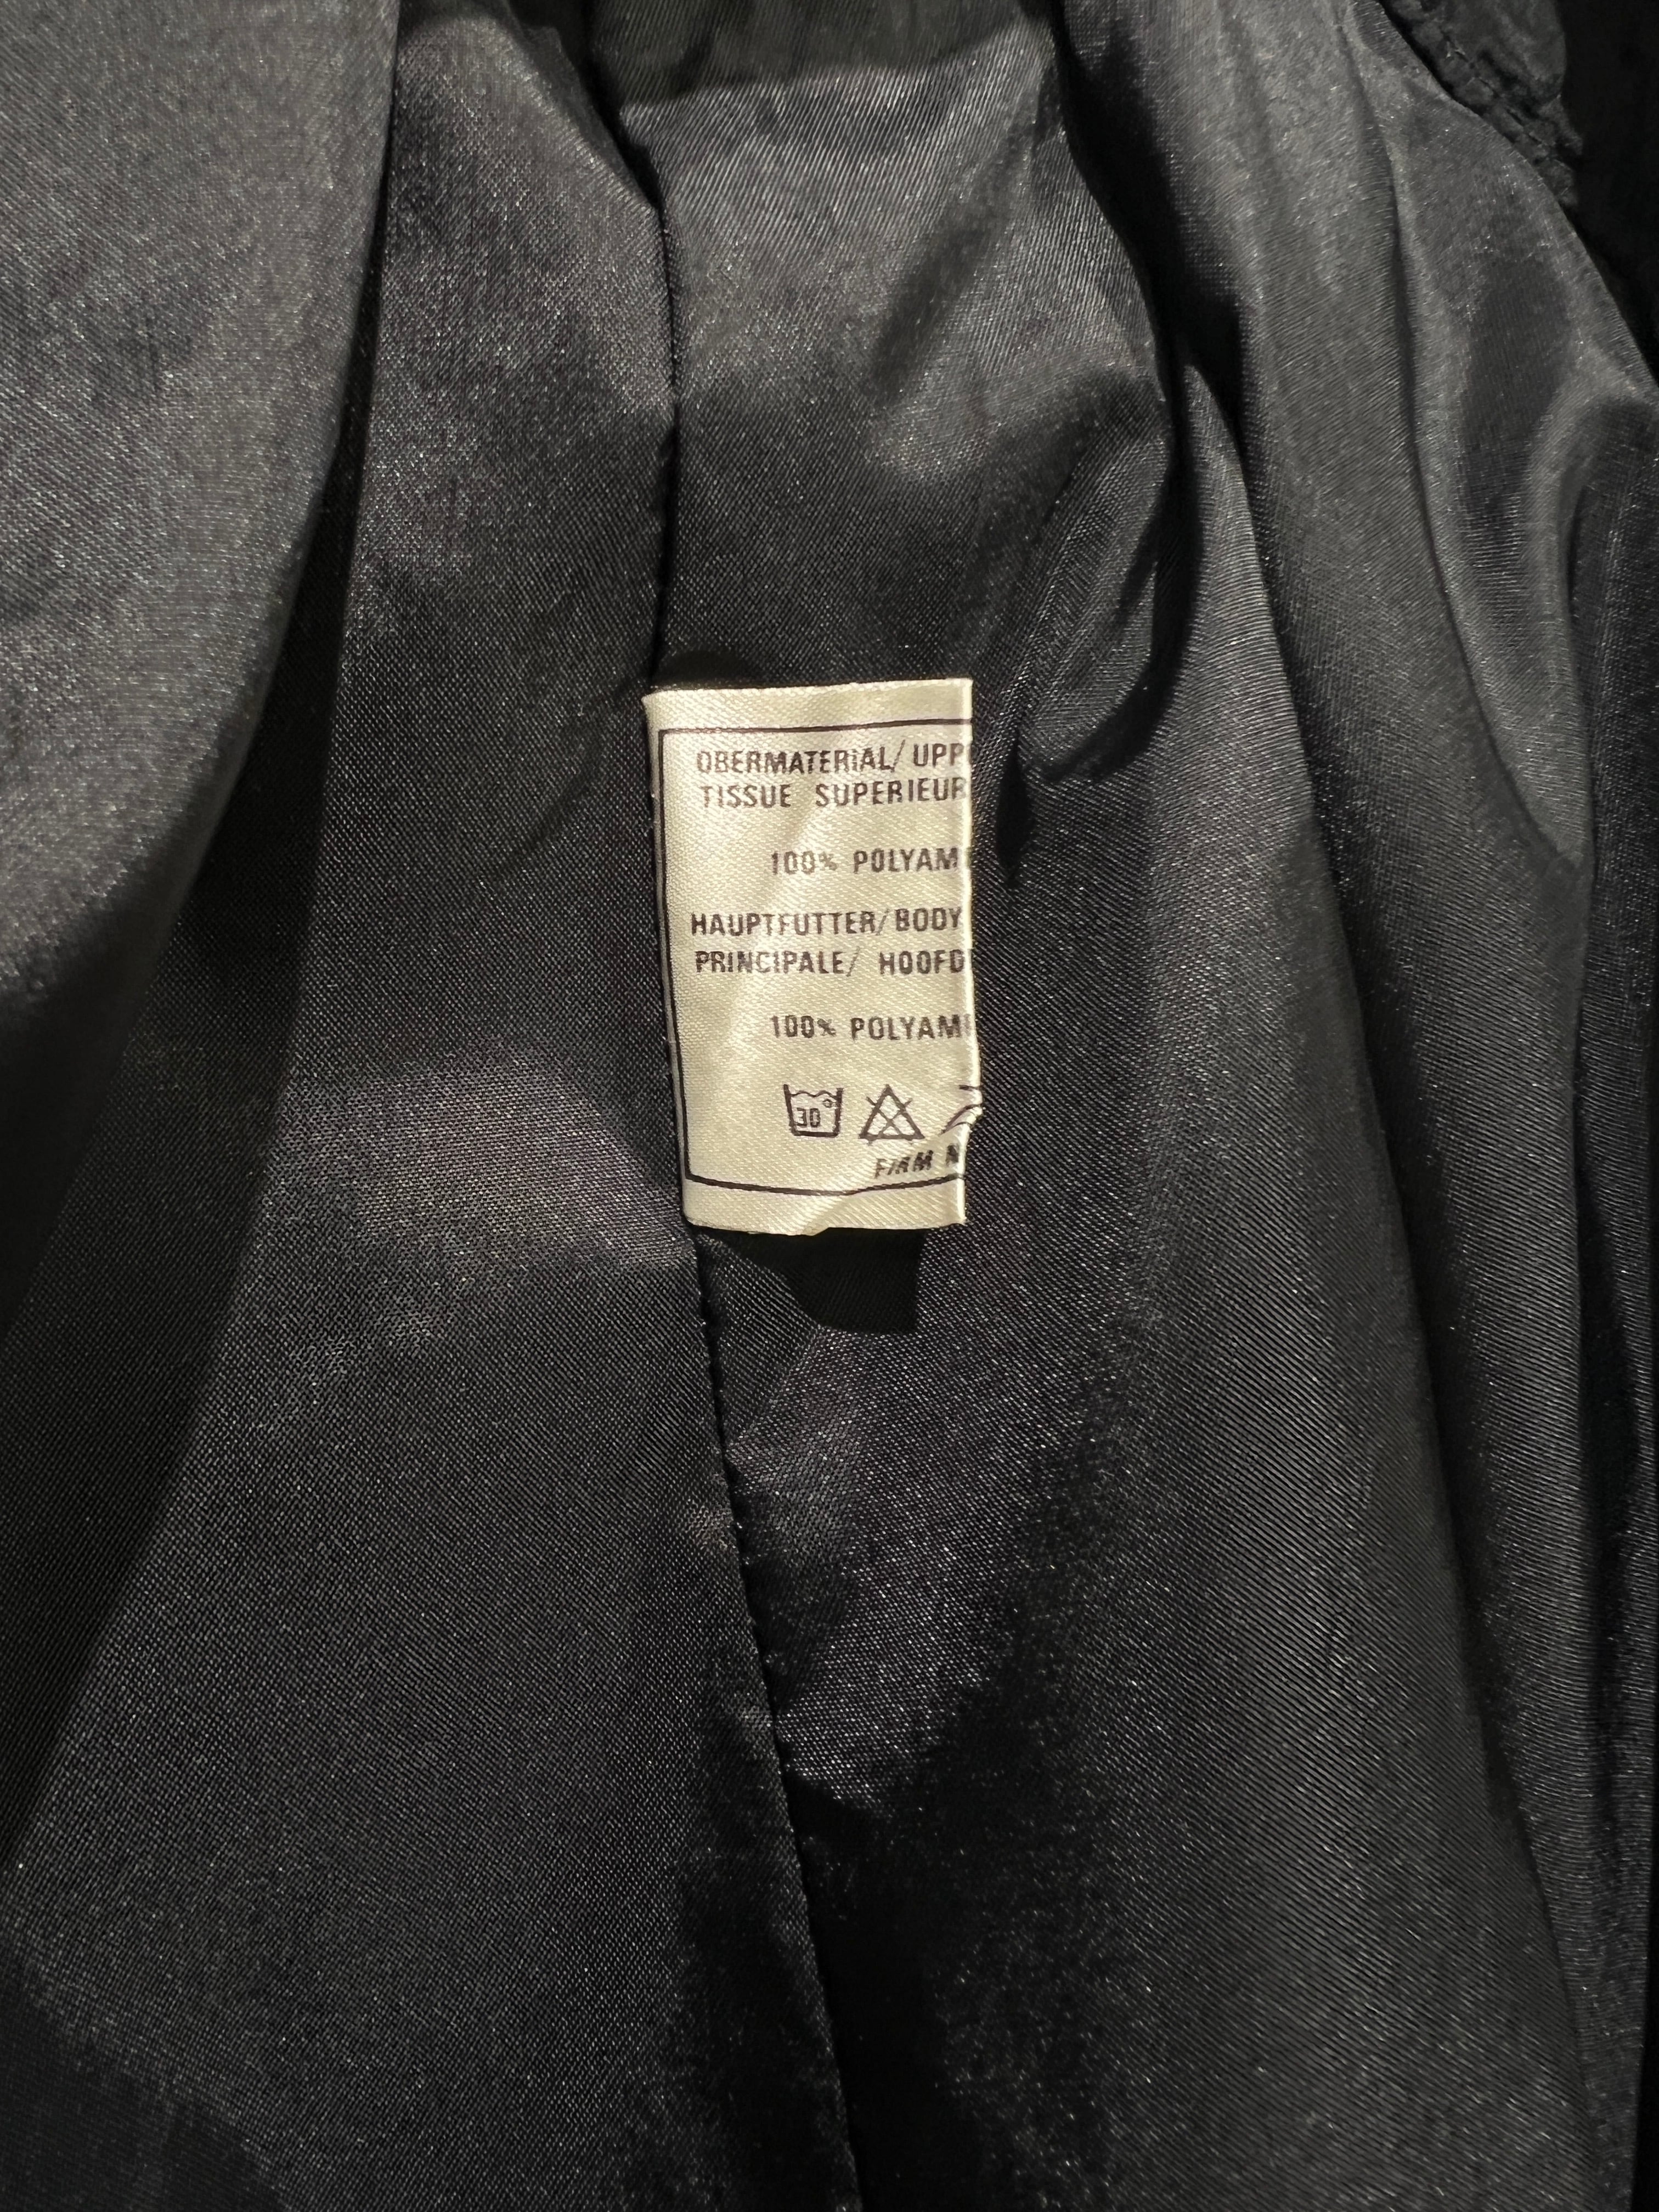 OBERMATERIAL/ UPP
TISSUE SUPERIEUR
100% POLYAM
HAUPTFUTTER/ BODY
PRINCIPALE/ HOOFD
100% POLYAM
30°